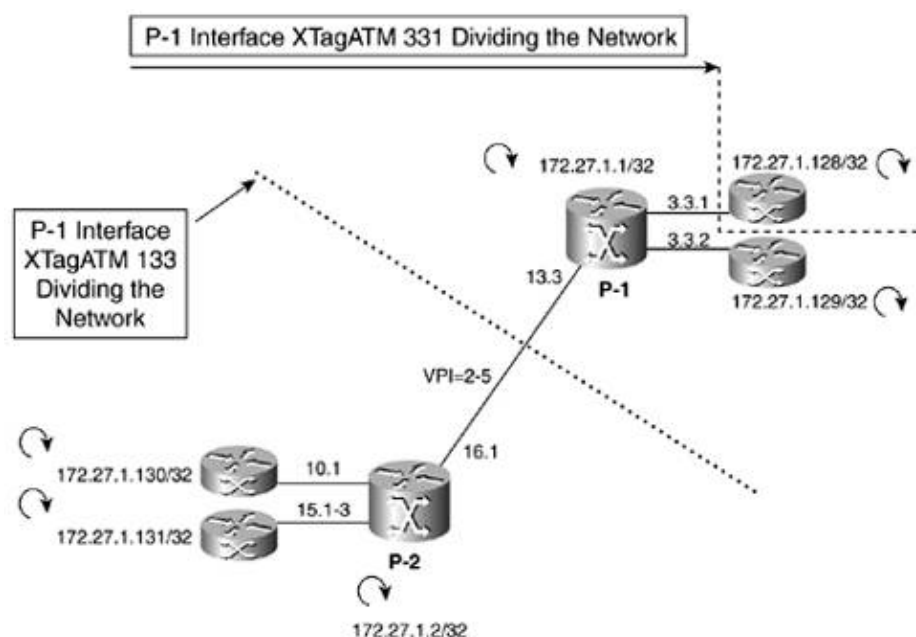 P-1 Interface XTagATM 331 Dividing the Network
172.27.1.1/32
172.27.1.128/32
3.3.1
P-1 Interface
XTagATM 133
Dividing the
Network
3.3.2
13.3
P-1
172.27.1.129/32
VPI=2-5
16.1
172.27.1.130/32
10.1
15.1-3
172.27.1.131/32
P-2
172.27.1.2/32